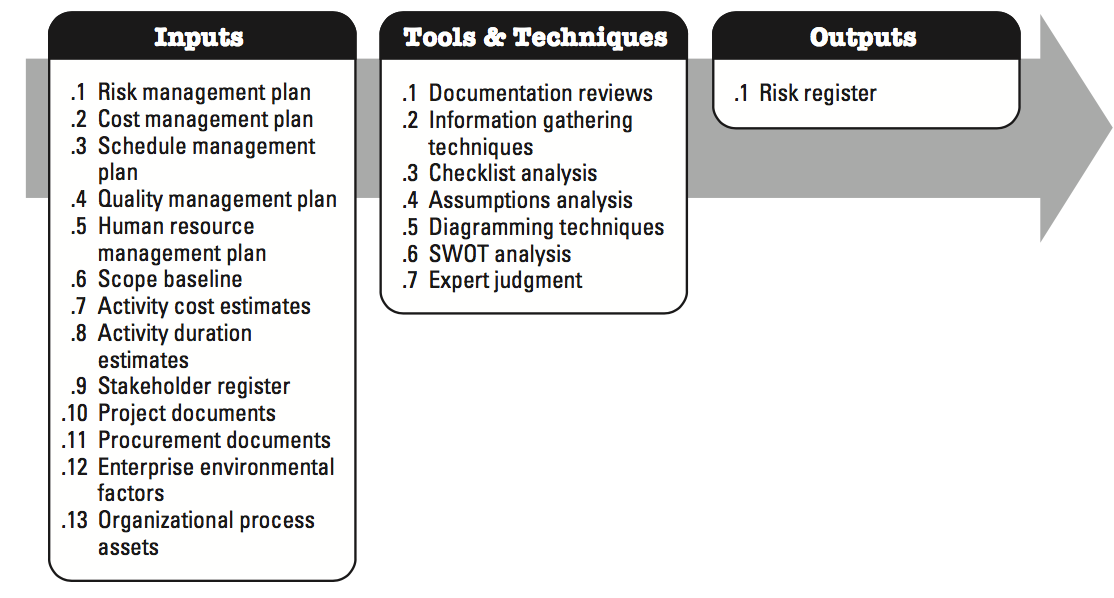 Inputs
.1 Risk management plan
.2 Cost management plan
.3 Schedule management
plan
.4 Quality management plan
.5 Human resource
management plan
.6 Scope baseline
.7 Activity cost estimates
.8 Activity duration
estimates
.9 Stakeholder register
.10 Project documents
.11 Procurement documents
.12 Enterprise environmental
factors
.13 Organizational process
assets
Tools & Techniques
.1 Documentation reviews
.2 Information gathering
techniques
.3 Checklist analysis
.4 Assumptions analysis
.5 Diagramming techniques
.6 SWOT analysis
.7 Expert judgment
Outputs
.1 Risk register